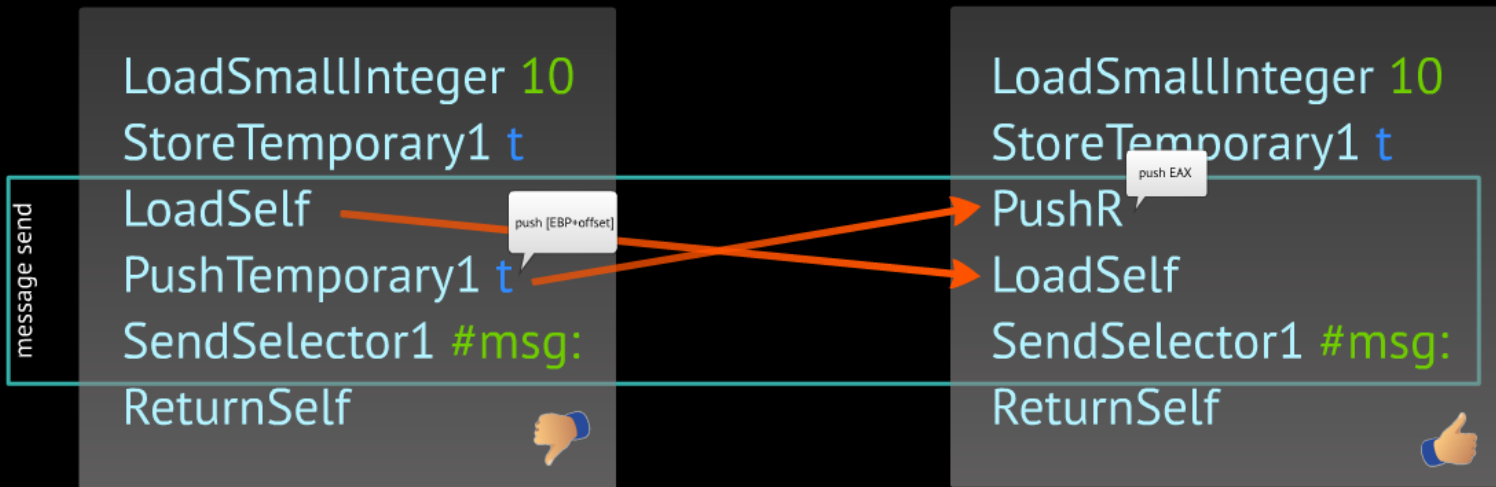 message send
LoadSmallInteger 10
StoreTemporary1 t
LoadSelf
push [EBP+offset]
PushTemporary1 t
SendSelector1 #msg:
ReturnSelf
LoadSmallInteger 10
StoreTemporary1 t
push EAX
PushR
LoadSelf
SendSelector1 #msg:
ReturnSelf